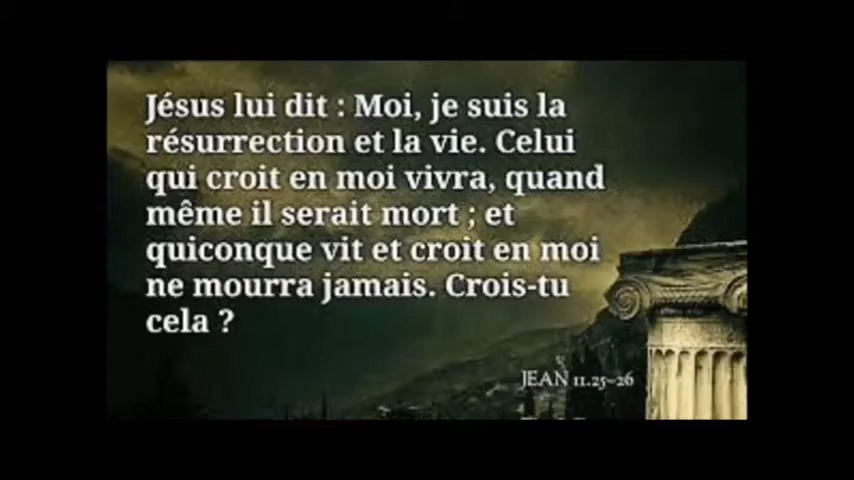 Jésus lui dit : Moi, je suis la
résurrection et la vie. Celui
qui croit en moi vivra, quand
même il serait mort ; et
quiconque vit et croit en moi
ne mourra jamais. Crois-tu
cela ?
JEAN 11.25–26